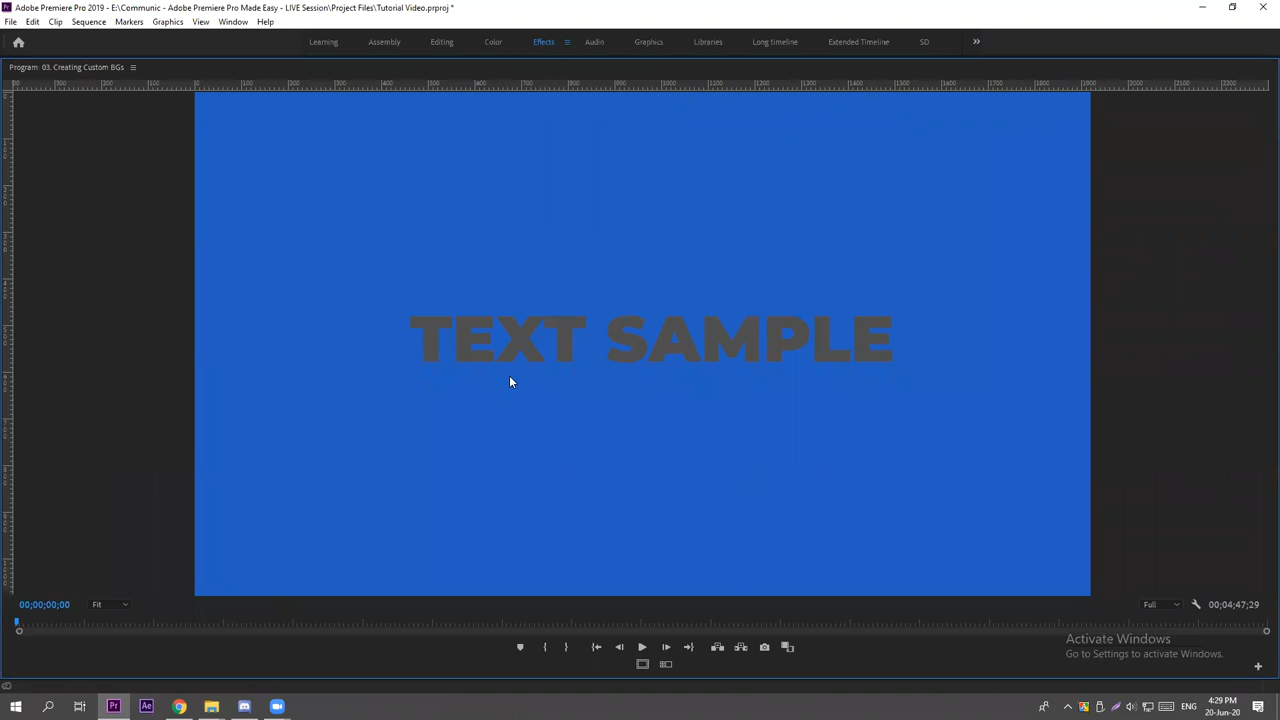 Adobe Premiere Pro 2019 - E:\Communic - Adobe Premiere Pro Made Easy - LIVE Session\Project Files\Tutorial Video.prproj *
File Edit Clip Sequence Markers Graphics View Window Help
Learning Assembly Editing Color Effects Audio Graphics Libraries Long timeline Extended Timeline SD
Program: 03. Creating Custom BGs
TEXT SAMPLE
00;00;00;00 Fit Full 00;04;47;29
Activate Windows
Go to Settings to activate Windows.
Pr Ae ENG 4:29 PM
20-Jun-20